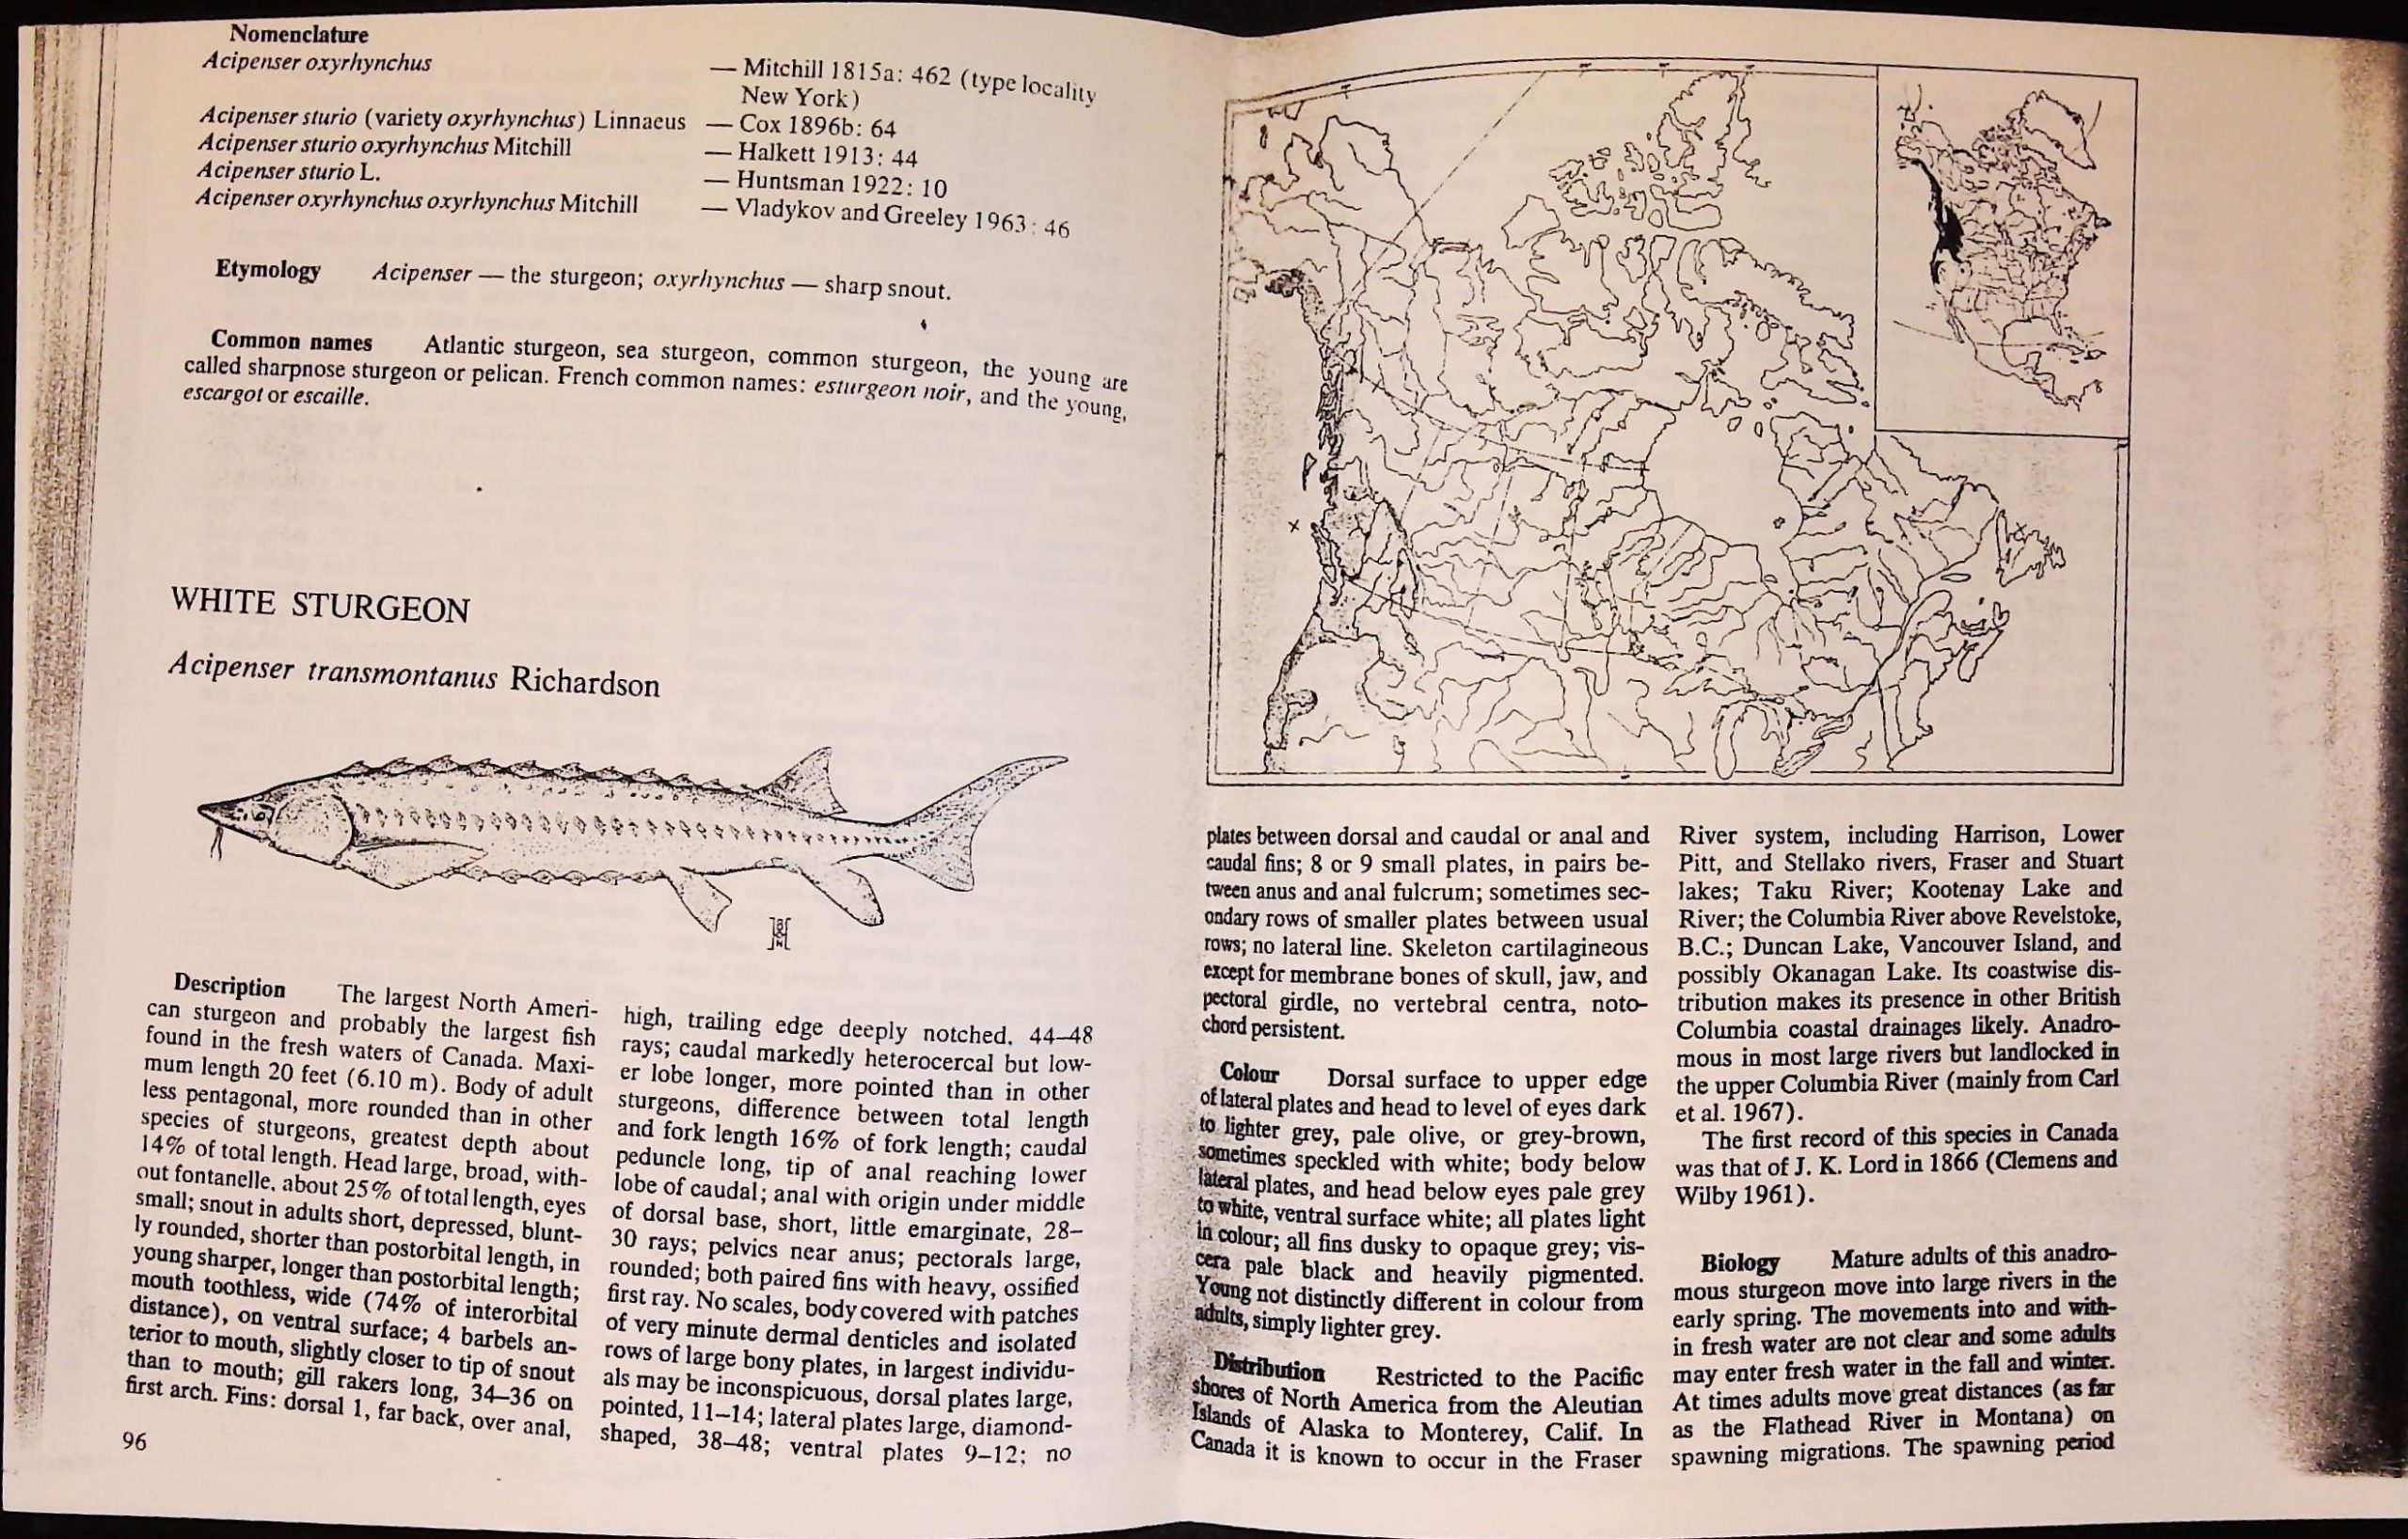 Nomenclature
Acipenser oxyrhynchus — Mitchill 1815a: 462 (type locality
New York)
Acipenser sturio (variety oxyrhynchus) Linnaeus — Cox 1896b: 64
Acipenser sturio oxyrhynchus Mitchill — Halkett 1913: 44
Acipenser sturio L. — Huntsman 1922: 10
Acipenser oxyrhynchus oxyrhynchus Mitchill — Vladykov and Greeley 1963: 46
Etymology Acipenser — the sturgeon; oxyrhynchus — sharp snout.
Common names Atlantic sturgeon, sea sturgeon, common sturgeon, the young are
called sharpnose sturgeon or pelican. French common names: esturgeon noir, and the young,
escargot or escaille.
WHITE STURGEON
Acipenser transmontanus Richardson
Description The largest North Ameri-
can sturgeon and probably the largest fish
found in the fresh waters of Canada. Maxi-
mum length 20 feet (6.10 m). Body of adult
less pentagonal, more rounded than in other
species of sturgeons, greatest depth about
14% of total length. Head large, broad, with-
out fontanelle, about 25% of total length, eyes
small; snout in adults short, depressed, blunt-
ly rounded, shorter than postorbital length, in
young sharper, longer than postorbital length;
mouth toothless, wide (74% of interorbital
distance), on ventral surface; 4 barbels an-
terior to mouth, slightly closer to tip of snout
than to mouth; gill rakers long, 34–36 on
first arch. Fins: dorsal 1, far back, over anal,
96
high, trailing edge deeply notched, 44–48
rays; caudal markedly heterocercal but low-
er lobe longer, more pointed than in other
sturgeons, difference between total length
and fork length 16% of fork length; caudal
peduncle long, tip of anal reaching lower
lobe of caudal; anal with origin under middle
of dorsal base, short, little emarginate, 28–
30 rays; pelvics near anus; pectorals large,
rounded; both paired fins with heavy, ossified
first ray. No scales, body covered with patches
of very minute dermal denticles and isolated
rows of large bony plates, in largest individu-
als may be inconspicuous, dorsal plates large,
pointed, 11–14; lateral plates large, diamond-
shaped, 38–48; ventral plates 9–12; no
plates between dorsal and caudal or anal and
caudal fins; 8 or 9 small plates, in pairs be-
tween anus and anal fulcrum; sometimes sec-
ondary rows of smaller plates between usual
rows; no lateral line. Skeleton cartilagineous
except for membrane bones of skull, jaw, and
pectoral girdle, no vertebral centra, noto-
chord persistent.
Colour Dorsal surface to upper edge
of lateral plates and head to level of eyes dark
to lighter grey, pale olive, or grey-brown,
sometimes speckled with white; body below
lateral plates, and head below eyes pale grey
to white, ventral surface white; all plates light
in colour; all fins dusky to opaque grey; vis-
cera pale black and heavily pigmented.
Young not distinctly different in colour from
adults, simply lighter grey.
Distribution Restricted to the Pacific
shores of North America from the Aleutian
Islands of Alaska to Monterey, Calif. In
Canada it is known to occur in the Fraser
River system, including Harrison, Lower
Pitt, and Stellako rivers, Fraser and Stuart
lakes; Taku River; Kootenay Lake and
River; the Columbia River above Revelstoke,
B.C.; Duncan Lake, Vancouver Island, and
possibly Okanagan Lake. Its coastwise dis-
tribution makes its presence in other British
Columbia coastal drainages likely. Anadro-
mous in most large rivers but landlocked in
the upper Columbia River (mainly from Carl
et al. 1967).
The first record of this species in Canada
was that of J. K. Lord in 1866 (Clemens and
Wilby 1961).
Biology Mature adults of this anadro-
mous sturgeon move into large rivers in the
early spring. The movements into and with-
in fresh water are not clear and some adults
may enter fresh water in the fall and winter.
At times adults move great distances (as far
as the Flathead River in Montana) on
spawning migrations. The spawning period